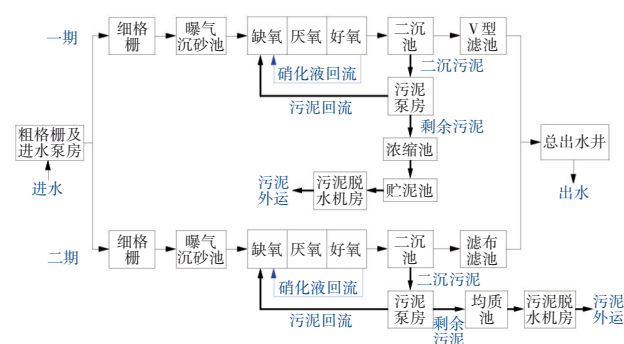 一期
细格
栅
曝气
沉砂池
缺氧
厌氧
好氧
二沉
池
V型
滤池
硝化液回流
二沉污泥
污泥回流
污泥
泵房
剩余污泥
粗格栅及
进水泵房
进水
浓缩池
总出水井
出水
污泥
外运
污泥脱
水机房
贮泥池
二期
细格
栅
曝气
沉砂池
缺氧
厌氧
好氧
二沉
池
滤布
滤池
硝化液回流
二沉污泥
污泥回流
污泥
泵房
剩余
污泥
均质
池
污泥脱
水机房
污泥
外运